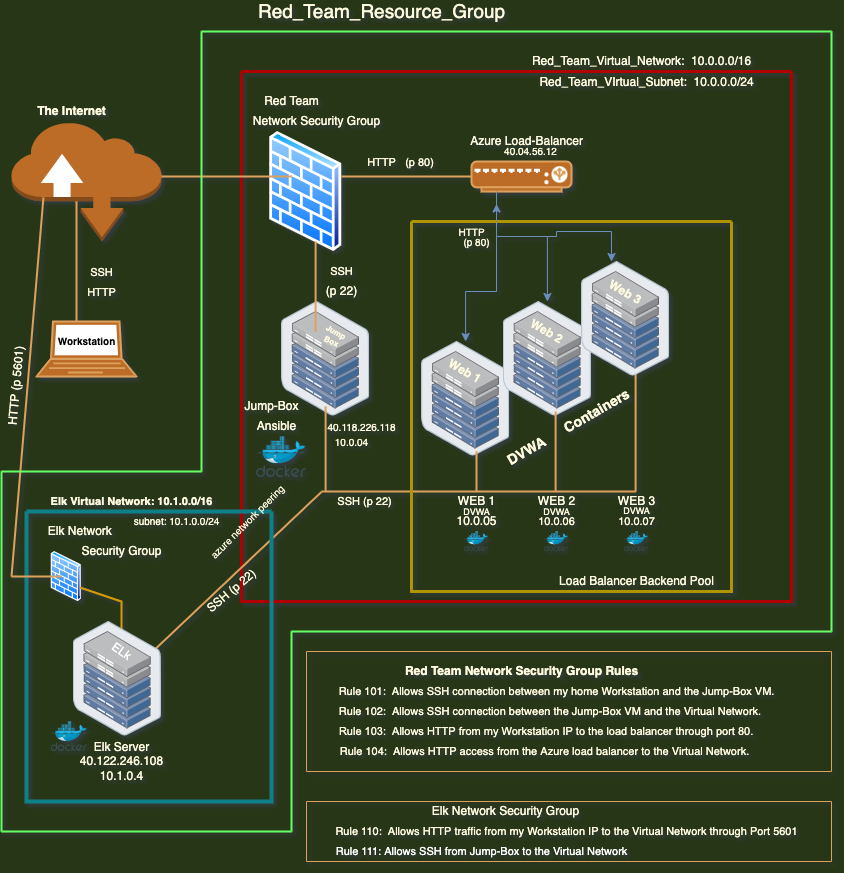 Red_Team_Resource_Group
Red_Team_Virtual_Network: 10.0.0.0/16
Red_Team_VIrtual_Subnet: 10.0.0.0/24
The Internet
Red Team
Network Security Group
HTTP (p 80)
Azure Load-Balancer
40.04.56.12
SSH
HTTP
Workstation
HTTP (p 5601)
SSH
(p 22)
HTTP
(p 80)
Jump
Box
Web 1
Web 2
Web 3
DVWA Containers
Jump-Box
Ansible
docker
40.118.226.118
10.0.04
SSH (p 22)
WEB 1
DVWA
10.0.05
docker
WEB 2
DVWA
10.0.06
docker
WEB 3
DVWA
10.0.07
docker
Load Balancer Backend Pool
azure network peering
SSH (p 22)
Elk Virtual Network: 10.1.0.0/16
subnet: 10.1.0.0/24
Elk Network
Security Group
ELk
docker
Elk Server
40.122.246.108
10.1.0.4
Red Team Network Security Group Rules
Rule 101: Allows SSH connection between my home Workstation and the Jump-Box VM.
Rule 102: Allows SSH connection between the Jump-Box VM and the Virtual Network.
Rule 103: Allows HTTP from my Workstation IP to the load balancer through port 80.
Rule 104: Allows HTTP access from the Azure load balancer to the Virtual Network.
Elk Network Security Group
Rule 110: Allows HTTP traffic from my Workstation IP to the Virtual Network through Port 5601
Rule 111: Allows SSH from Jump-Box to the Virtual Network